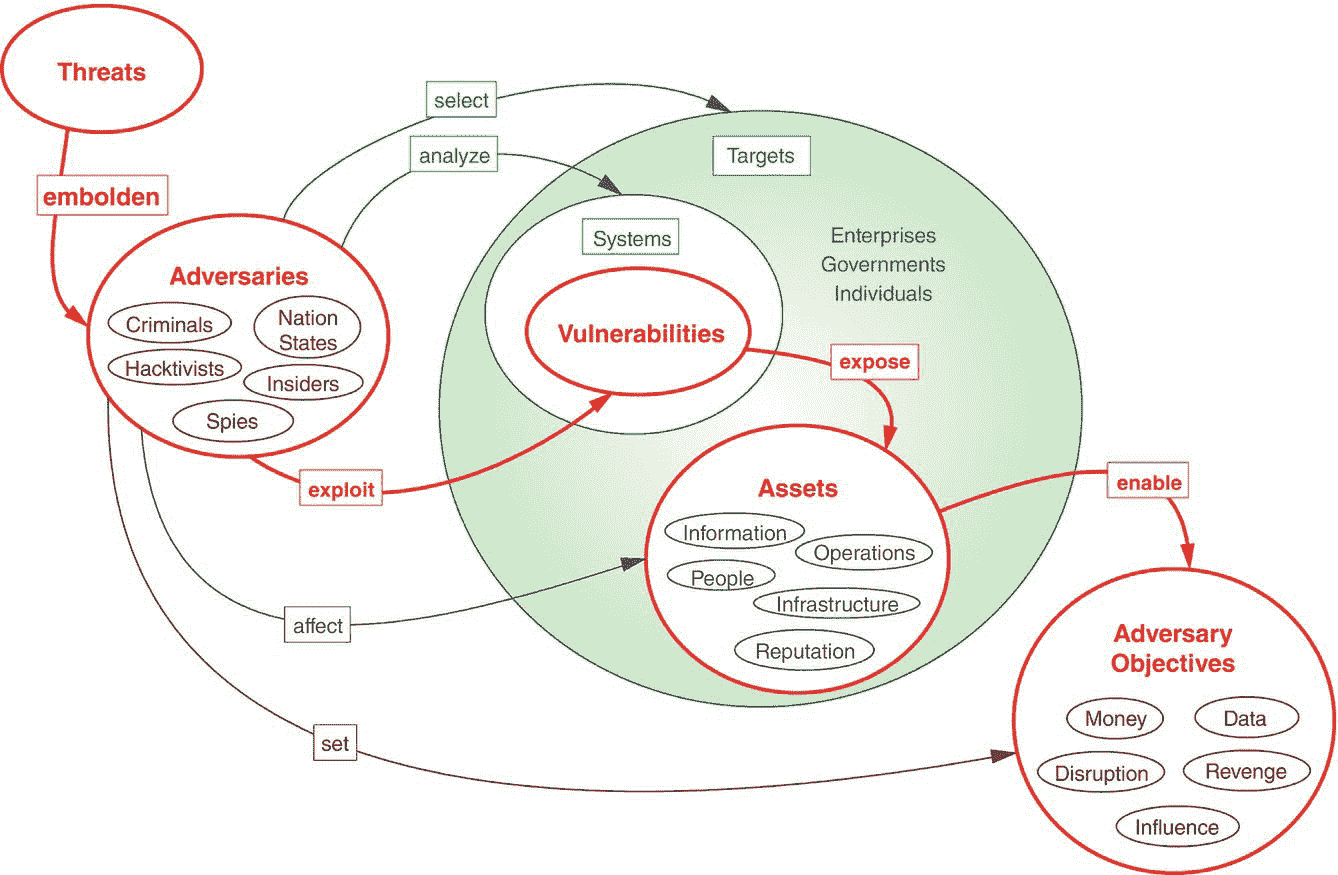 Threats
embolden
select
analyze
Targets
Systems
Enterprises
Governments
Individuals
Adversaries
Criminals
Nation
States
Hacktivists
Insiders
Spies
Vulnerabilities
expose
exploit
Assets
Information
Operations
People
Infrastructure
Reputation
enable
affect
set
Adversary
Objectives
Money
Data
Disruption
Revenge
Influence